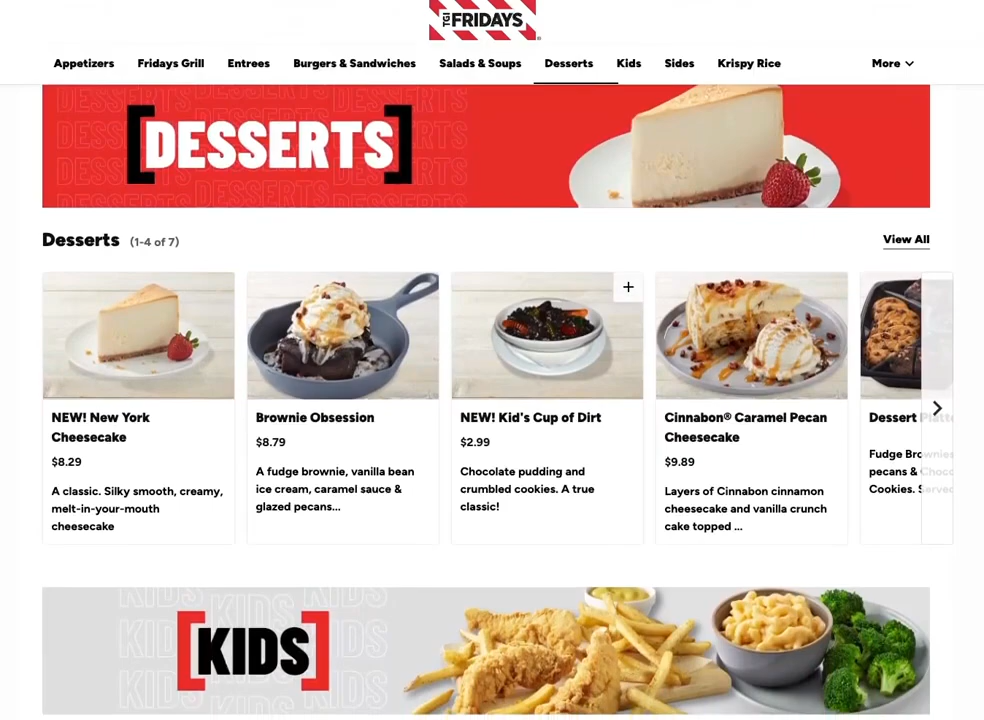 TGI FRIDAYS
Appetizers Fridays Grill Entrees Burgers & Sandwiches Salads & Soups Desserts Kids Sides Krispy Rice More
[DESSERTS]
Desserts (1-4 of 7) View All
NEW! New York
Cheesecake
$8.29
A classic. Silky smooth, creamy,
melt-in-your-mouth
cheesecake
Brownie Obsession
$8.79
A fudge brownie, vanilla bean
ice cream, caramel sauce &
glazed pecans...
NEW! Kid's Cup of Dirt
$2.99
Chocolate pudding and
crumbled cookies. A true
classic!
Cinnabon® Caramel Pecan
Cheesecake
$9.89
Layers of Cinnabon cinnamon
cheesecake and vanilla crunch
cake topped ...
Dessert Platte
Fudge Brownies
pecans & Choco
Cookies. Served
[KIDS]